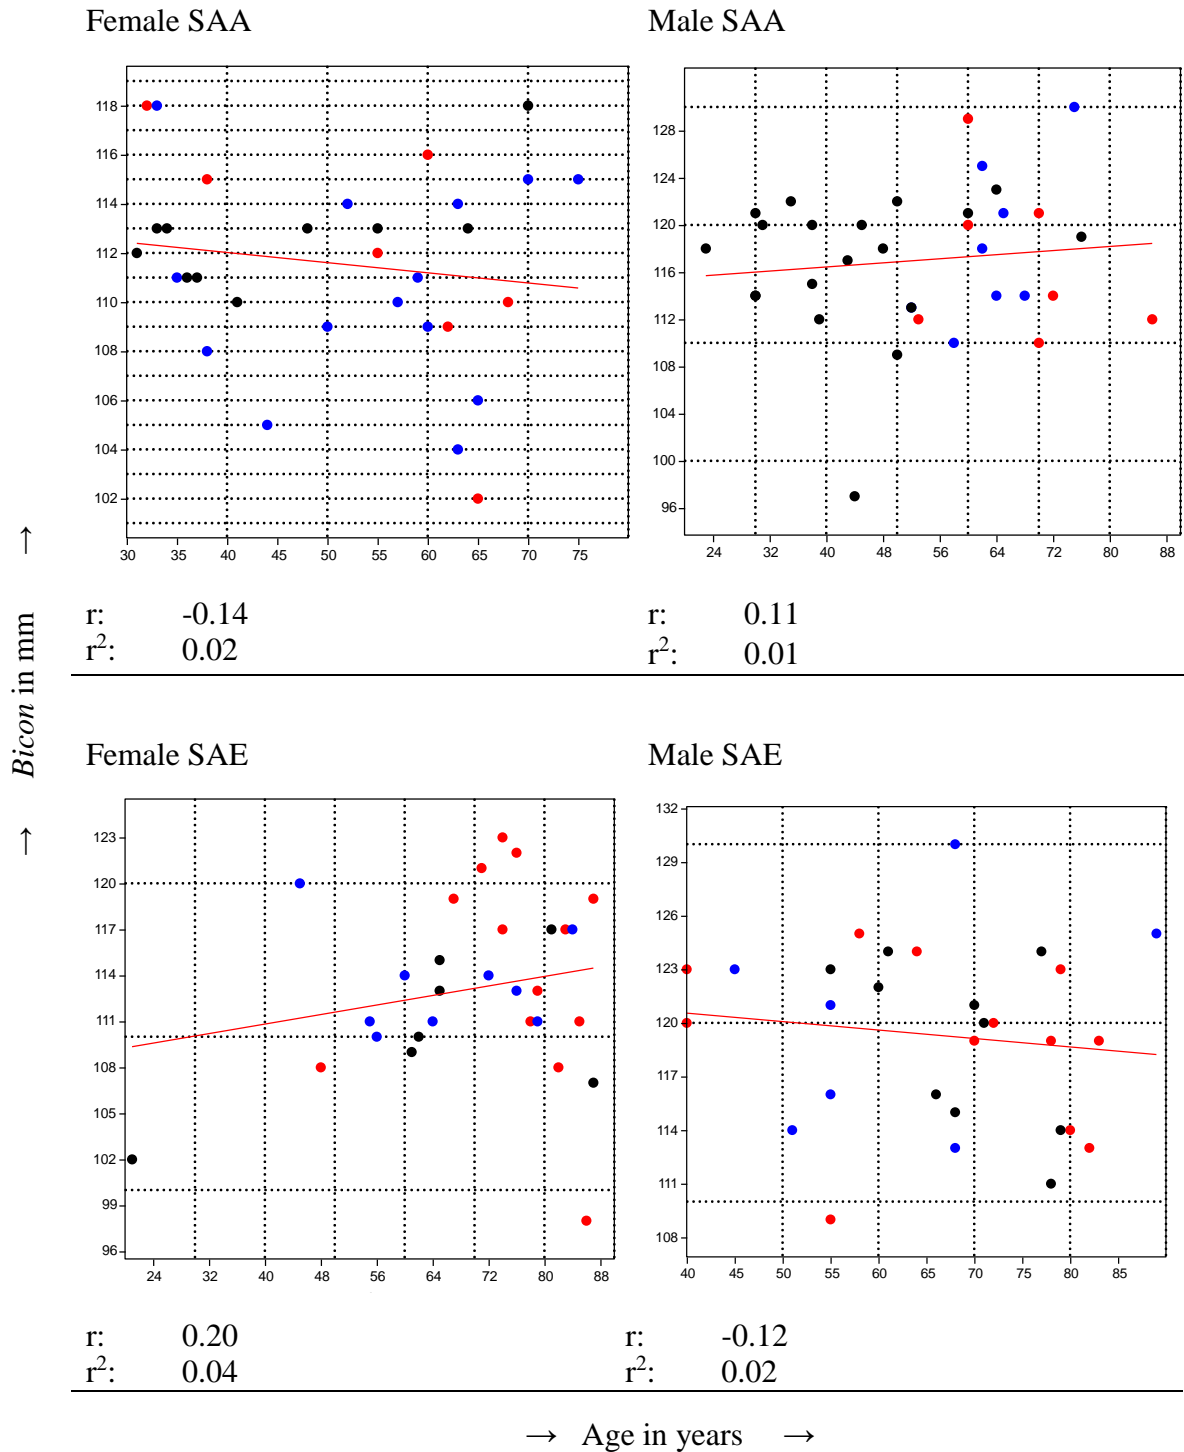 Female SAA
Male SAA
118
116
114
112
110
108
106
104
102
30 35 40 45 50 55 60 65 70 75
128
124
120
116
112
108
104
100
96
24 32 40 48 56 64 72 80 88
r: -0.14
r²: 0.02
r: 0.11
r²: 0.01
→ Bicon in mm →
Female SAE
Male SAE
123
120
117
114
111
108
105
102
99
96
24 32 40 48 56 64 72 80 88
132
129
126
123
120
117
114
111
108
40 45 50 55 60 65 70 75 80 85
r: 0.20
r²: 0.04
r: -0.12
r²: 0.02
→ Age in years →